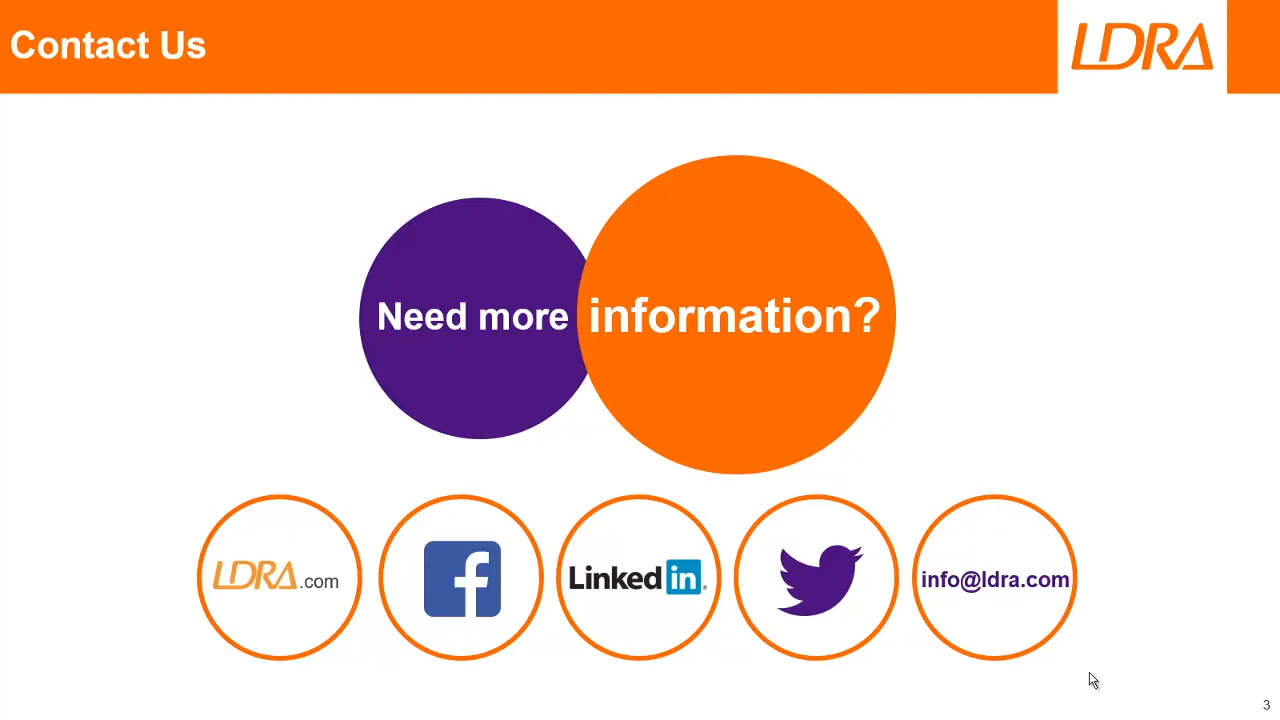 Contact Us
LDRA
Need more information?
LDRA.com
f
Linked in
info@ldra.com
3